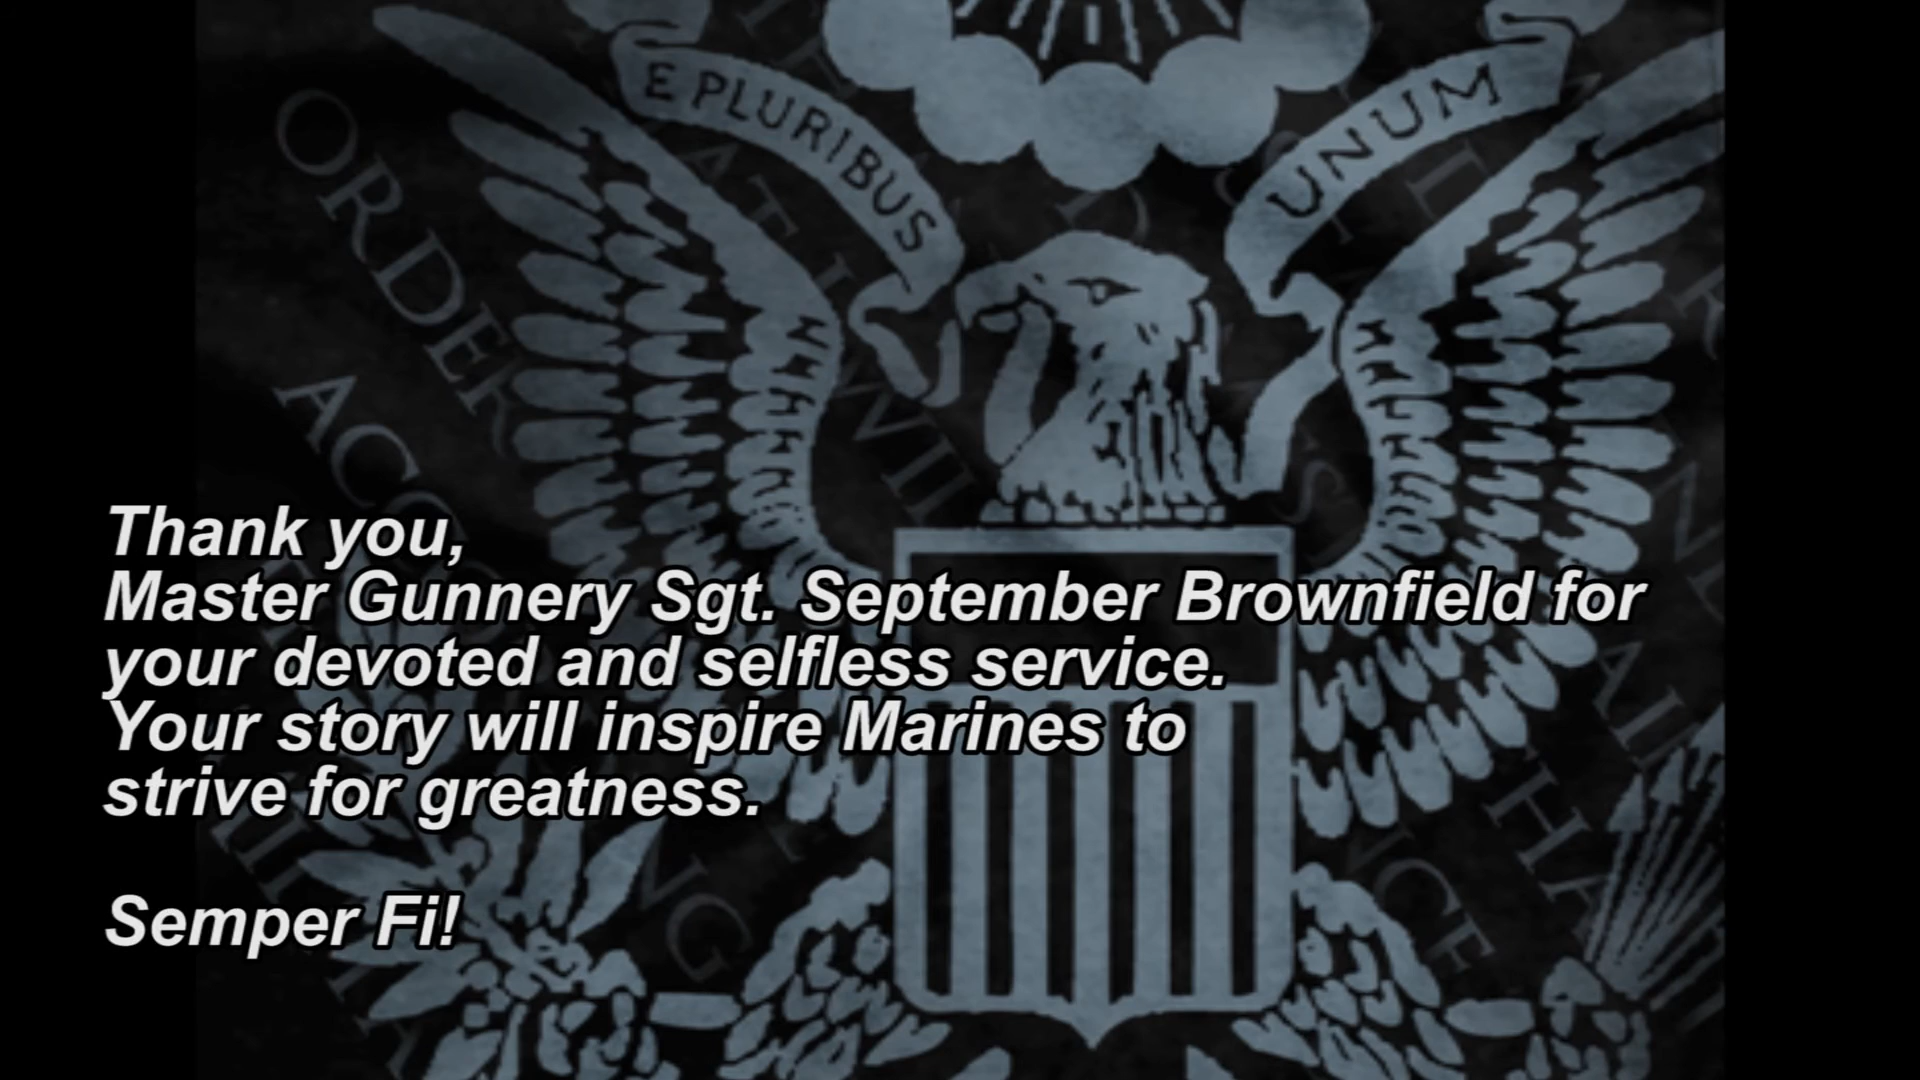 E PLURIBUS UNUM
ORDER
Thank you,
Master Gunnery Sgt. September Brownfield for
your devoted and selfless service.
Your story will inspire Marines to
strive for greatness.
Semper Fi!